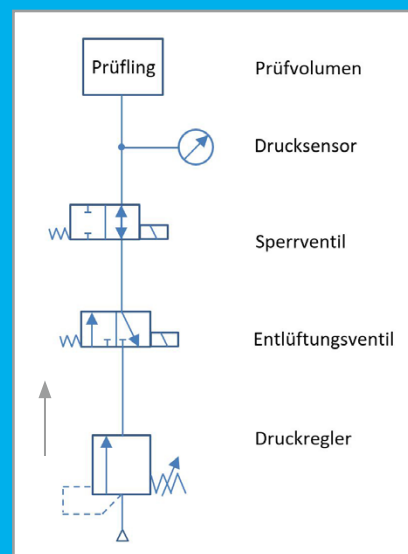 Prüfling
Prüfvolumen
Drucksensor
Sperrventil
Entlüftungsventil
Druckregler